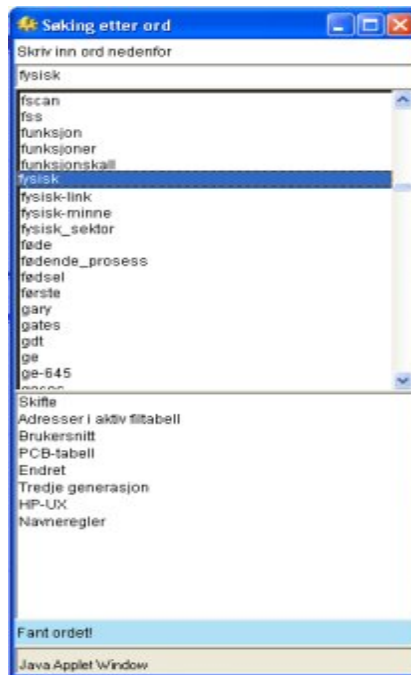 Søking etter ord
Skriv inn ord nedenfor
fysisk
fscan
fss
funksjon
funksjoner
funksjonskall
fysisk
fysisk-link
fysisk-minne
fysisk_sektor
føde
fødende_prosess
fødsel
første
gary
gates
gdt
ge
ge-645
Skifte
Adresser i aktiv filtabell
Brukersnitt
PCB-tabell
Endret
Tredje generasjon
HP-UX
Navneregler
Fant ordet!
Java Applet Window